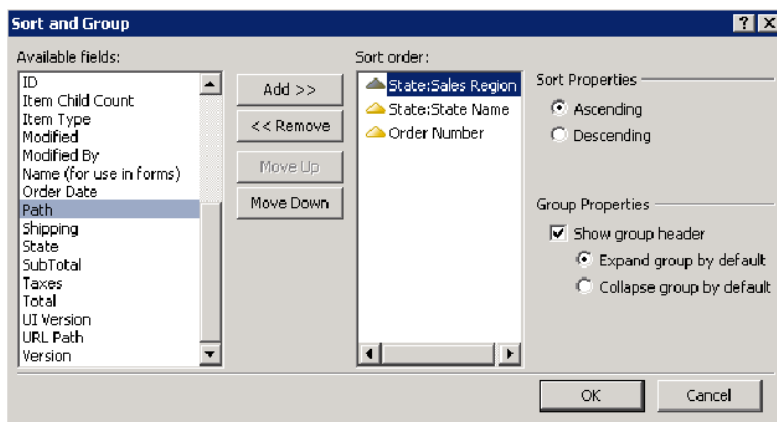 Sort and Group
Available fields:
ID
Item Child Count
Item Type
Modified
Modified By
Name (for use in forms)
Order Date
Path
Shipping
State
SubTotal
Taxes
Total
UI Version
URL Path
Version
Add >>
<< Remove
Move Up
Move Down
Sort order:
State:Sales Region
State:State Name
Order Number
Sort Properties
Ascending
Descending
Group Properties
Show group header
Expand group by default
Collapse group by default
OK
Cancel